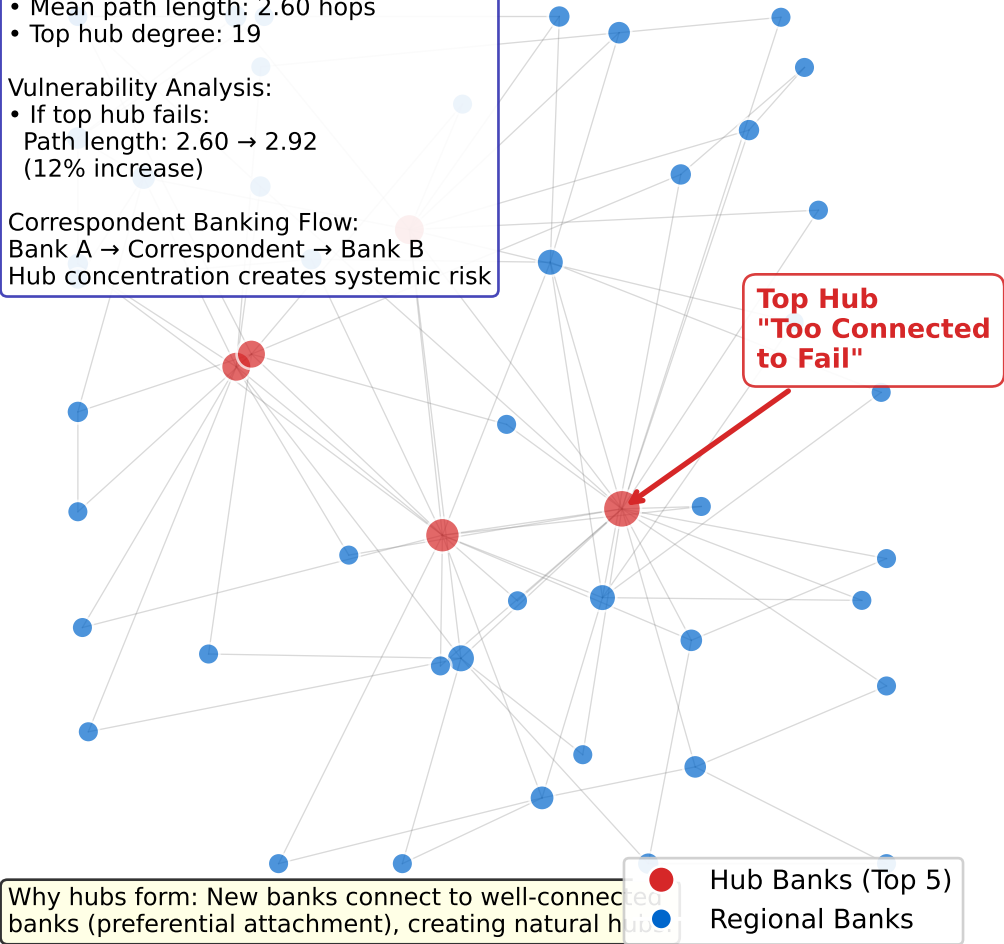 • Mean path length: 2.60 hops
• Top hub degree: 19
Vulnerability Analysis:
• If top hub fails:
Path length: 2.60 → 2.92
(12% increase)
Correspondent Banking Flow:
Bank A → Correspondent → Bank B
Hub concentration creates systemic risk
Top Hub
"Too Connected
to Fail"
Why hubs form: New banks connect to well-connected
banks (preferential attachment), creating natural hubs.
Hub Banks (Top 5)
Regional Banks